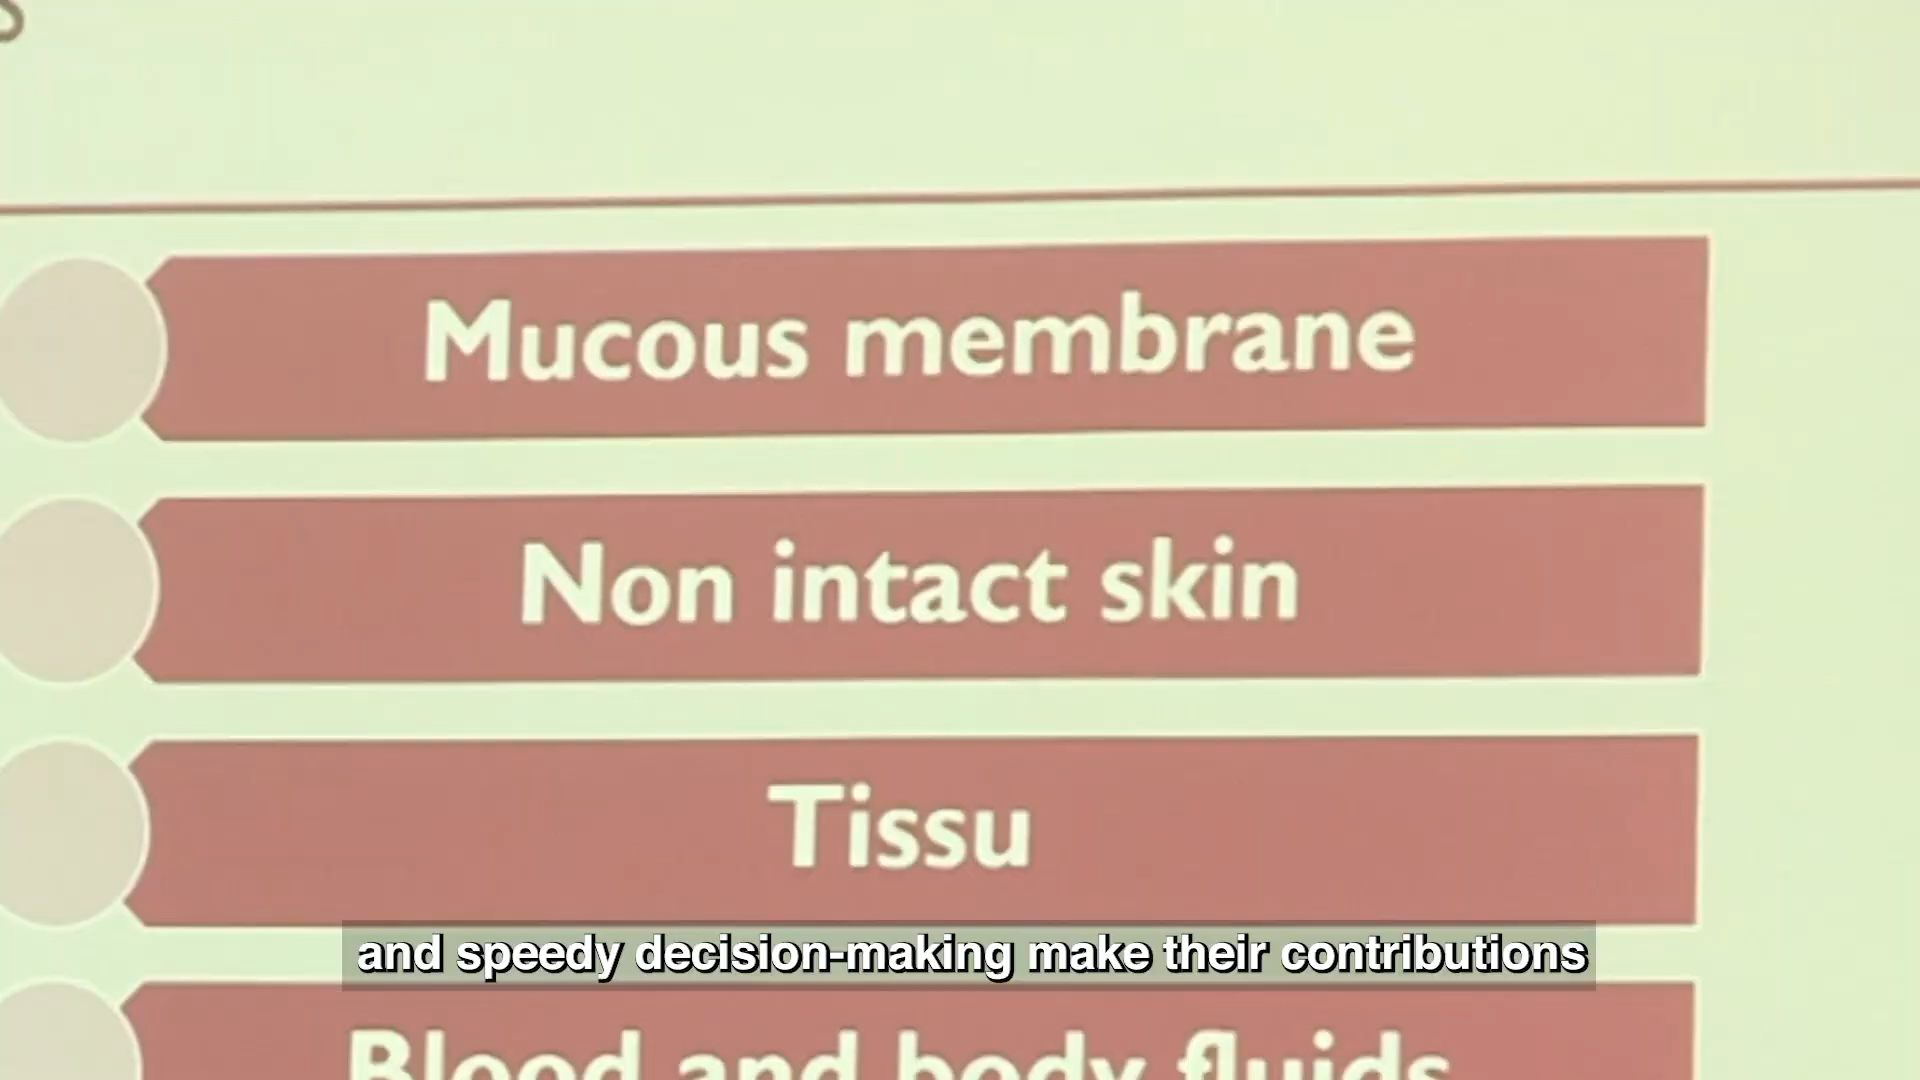 Mucous membrane
Non intact skin
Tissu
and speedy decision-making make their contributions
Blood and body fluids